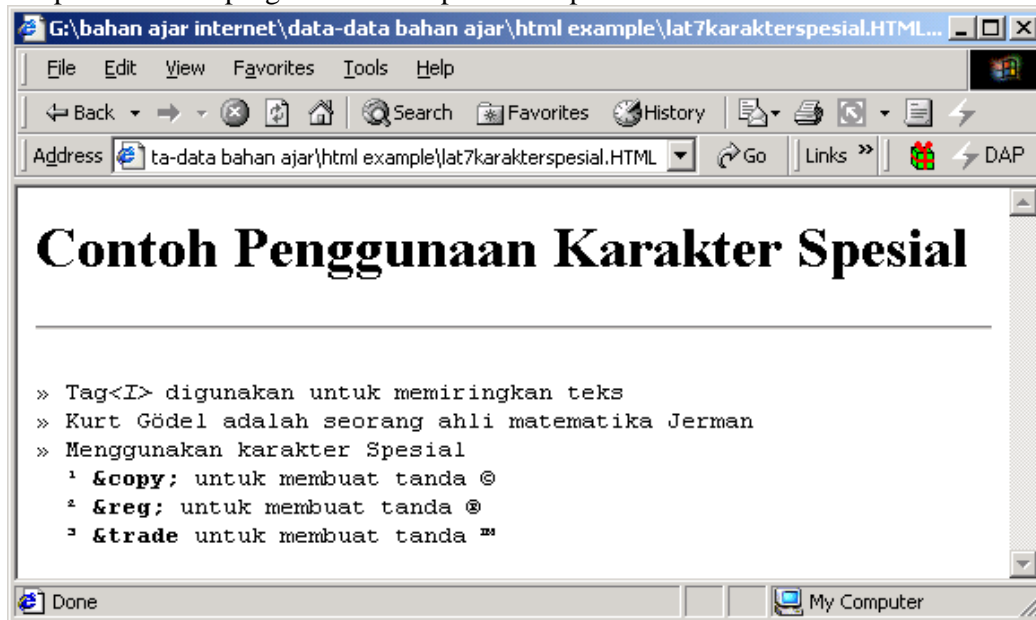 G:\bahan ajar internet\data-data bahan ajar\html example\lat7karakterspesial.HTML...
File Edit View Favorites Tools Help
Back Search Favorites History
Address ta-data bahan ajar\html example\lat7karakterspesial.HTML Go Links » DAP
Contoh Penggunaan Karakter Spesial
» Tag<I> digunakan untuk memiringkan teks
» Kurt Gödel adalah seorang ahli matematika Jerman
» Menggunakan karakter Spesial
¹ &copy; untuk membuat tanda ©
² &reg; untuk membuat tanda ®
³ &trade untuk membuat tanda ™
Done My Computer